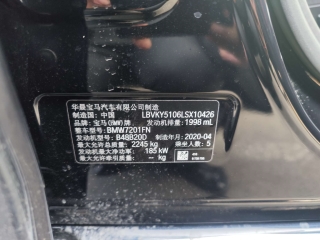 华晨宝马汽车有限公司制造
制造国: 中国 LBVKY5106LSX10426
品牌: 宝马(BMW)牌 发动机排量: 1998 mL
整车型号: BMW7201FN
发动机型号: B48B20D 制造年月: 2020-04
最大允许总质量: 2245 kg 乘坐人数: 5
发动机最大净功率: 185 kW
最大允许牵引质量: -- kg